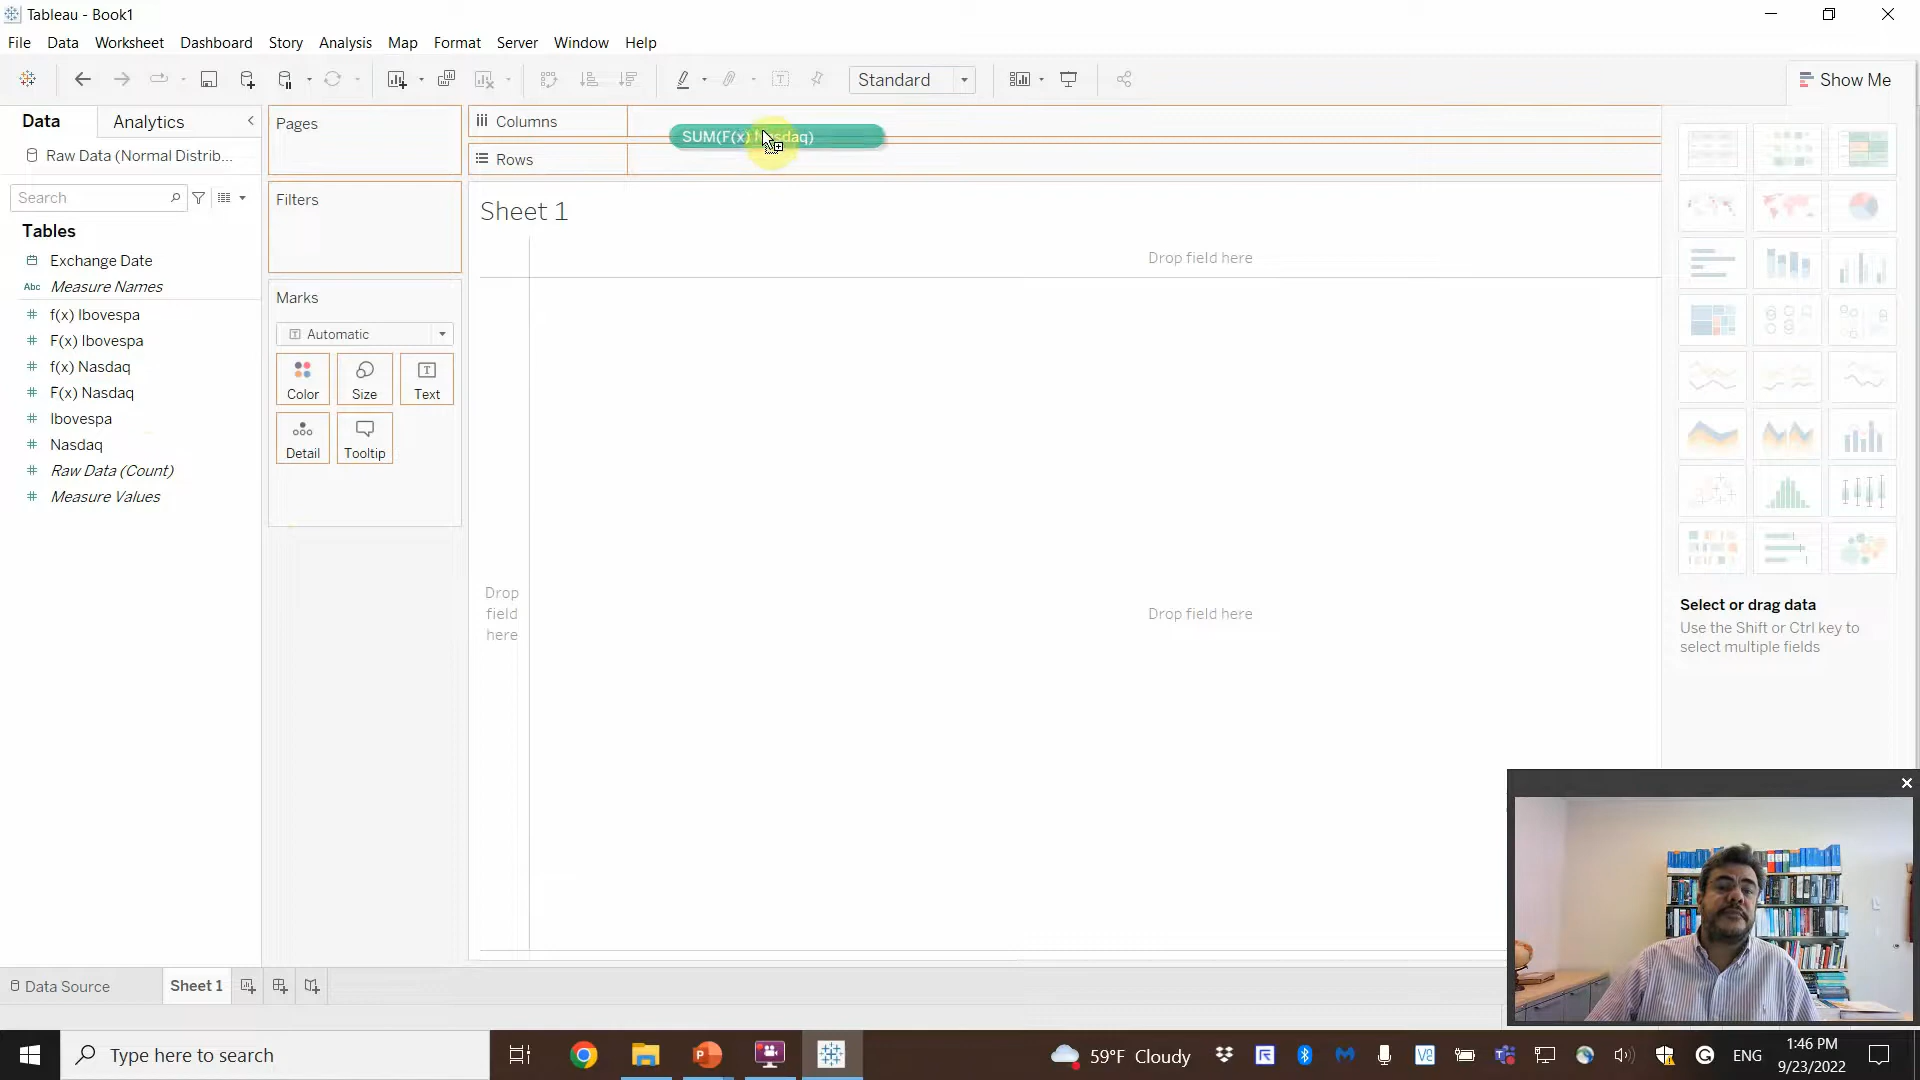 Tableau - Book1
File Data Worksheet Dashboard Story Analysis Map Format Server Window Help
Standard
Show Me
Data Analytics
Raw Data (Normal Distrib...
Search
Tables
Exchange Date
Abc Measure Names
f(x) Ibovespa
F(x) Ibovespa
f(x) Nasdaq
F(x) Nasdaq
Ibovespa
Nasdaq
Raw Data (Count)
Measure Values
Pages
Filters
Marks
Automatic
Color Size Text
Detail Tooltip
Columns
SUM(F(x) Nasdaq)
Rows
Sheet 1
Drop field here
Drop
field
here
Drop field here
Select or drag data
Use the Shift or Ctrl key to
select multiple fields
Data Source Sheet 1
Type here to search
59°F Cloudy
ENG
1:46 PM
9/23/2022